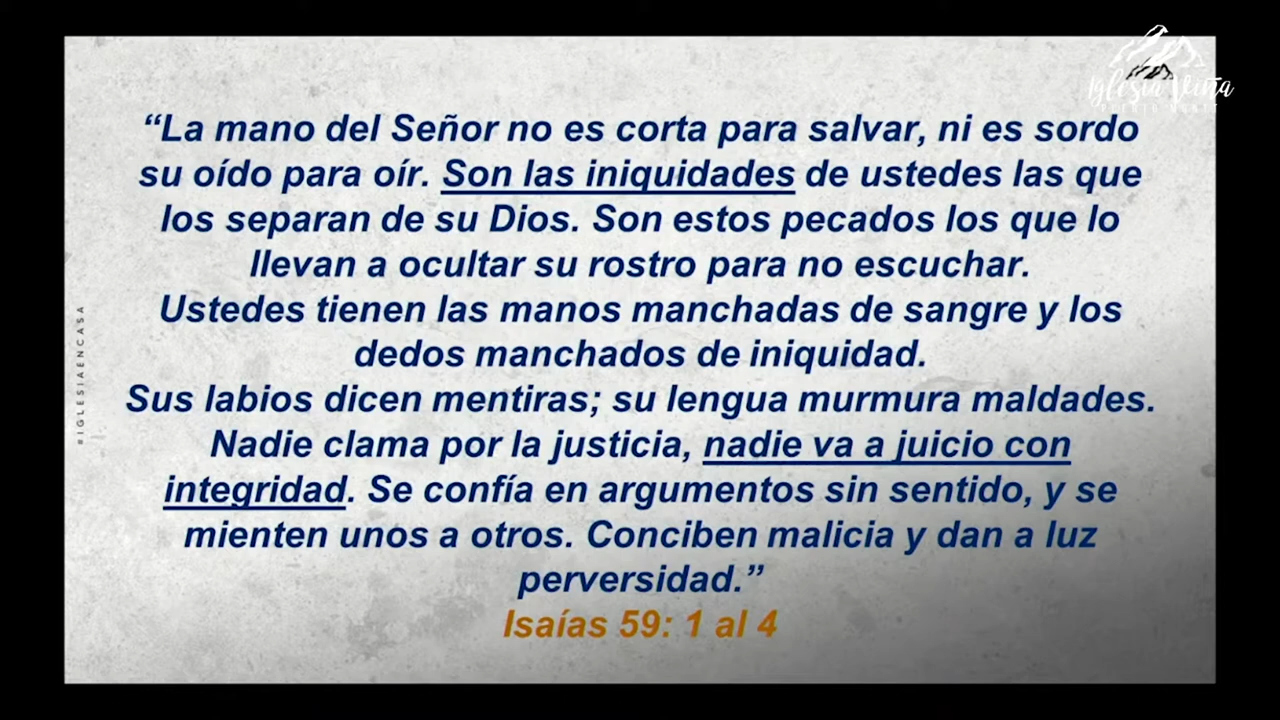 Iglesia Viña
“La mano del Señor no es corta para salvar, ni es sordo
su oído para oír. Son las iniquidades de ustedes las que
los separan de su Dios. Son estos pecados los que lo
llevan a ocultar su rostro para no escuchar.
Ustedes tienen las manos manchadas de sangre y los
dedos manchados de iniquidad.
Sus labios dicen mentiras; su lengua murmura maldades.
Nadie clama por la justicia, nadie va a juicio con
integridad. Se confía en argumentos sin sentido, y se
mienten unos a otros. Conciben malicia y dan a luz
perversidad.”
Isaías 59: 1 al 4
#IGLESIAENCASA